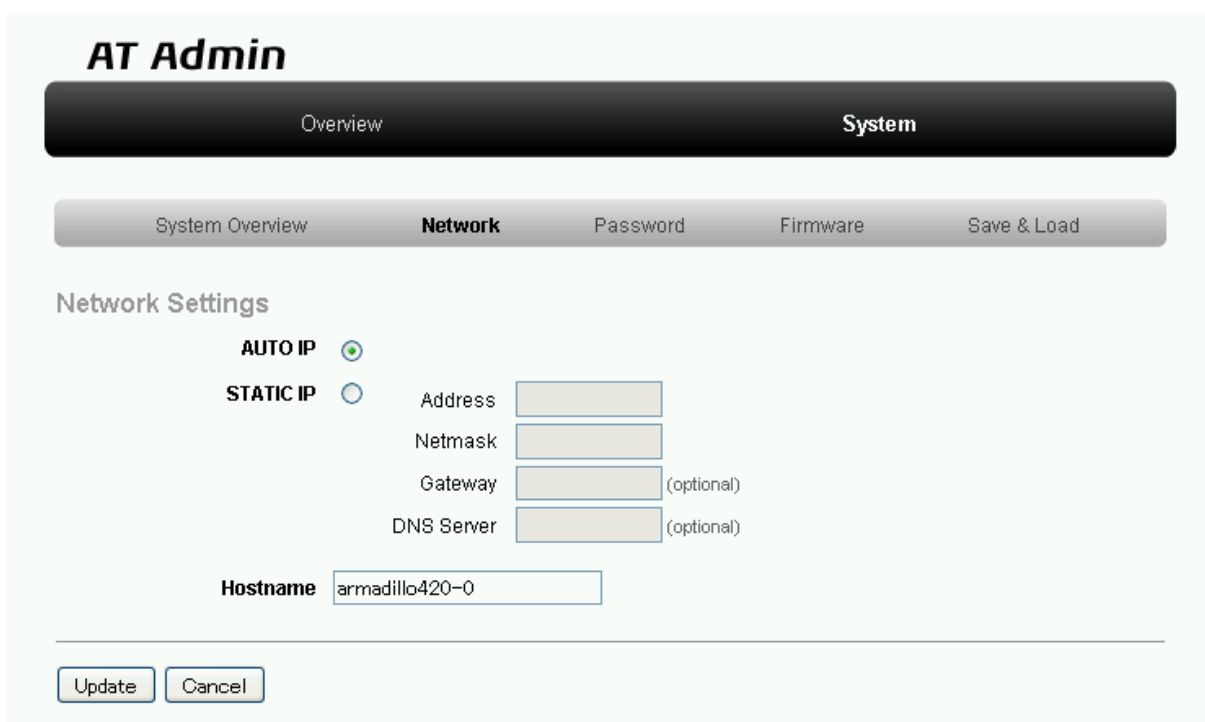 AT Admin
Overview System
System Overview Network Password Firmware Save & Load
Network Settings
AUTO IP
STATIC IP Address
Netmask
Gateway (optional)
DNS Server (optional)
Hostname armadillo420-0
Update Cancel